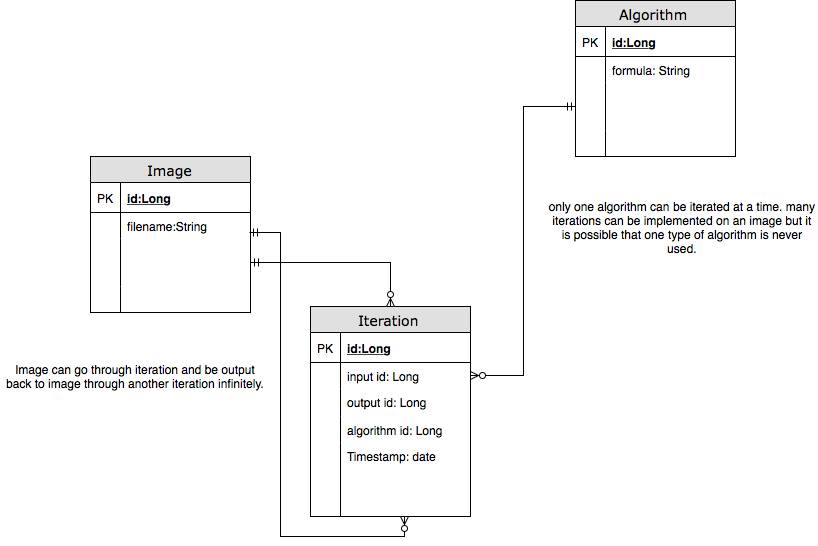 Algorithm
PK id:Long
formula: String
Image
PK id:Long
filename:String
only one algorithm can be iterated at a time. many
iterations can be implemented on an image but it
is possible that one type of algorithm is never
used.
Iteration
PK id:Long
input id: Long
output id: Long
algorithm id: Long
Timestamp: date
Image can go through iteration and be output
back to image through another iteration infinitely.